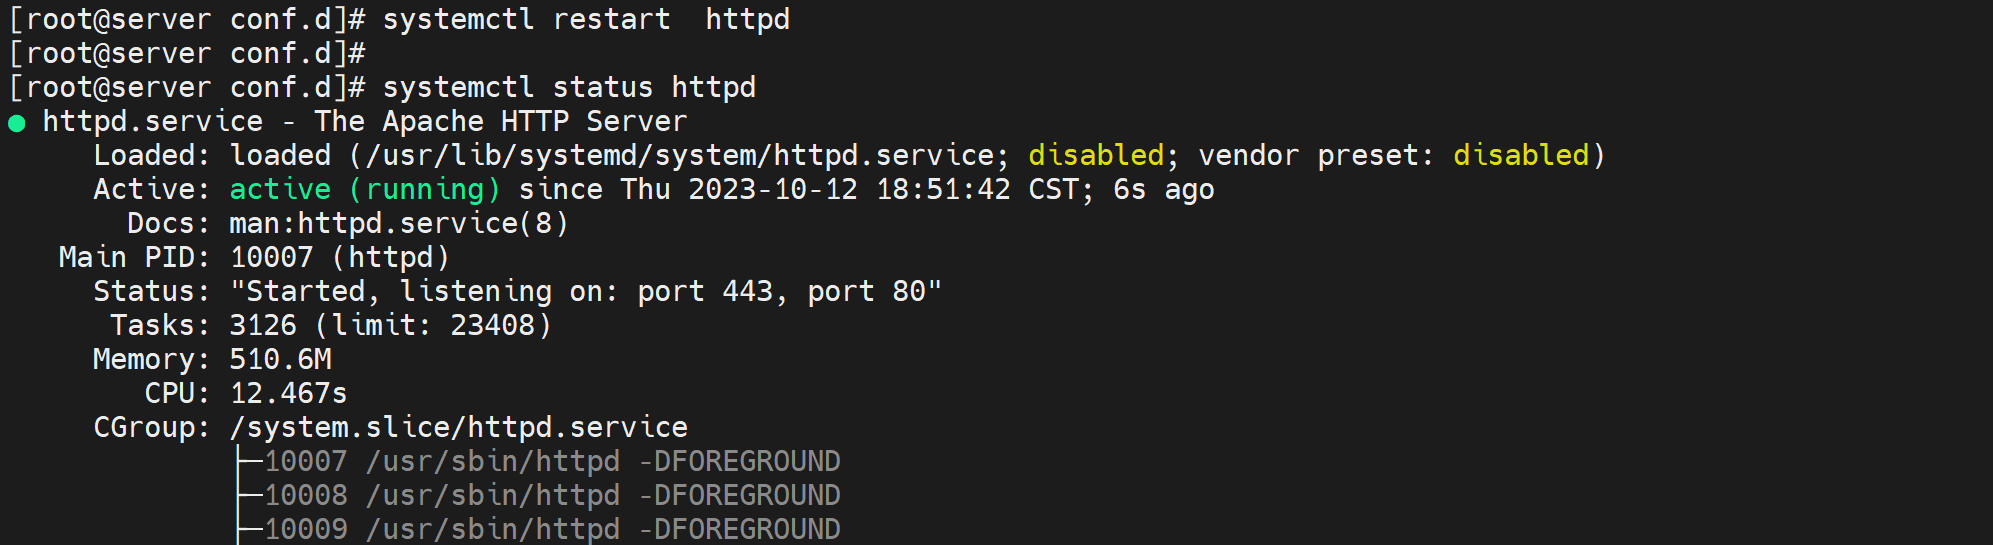 [root@server conf.d]# systemctl restart  httpd
[root@server conf.d]#
[root@server conf.d]# systemctl status httpd
● httpd.service - The Apache HTTP Server
     Loaded: loaded (/usr/lib/systemd/system/httpd.service; disabled; vendor preset: disabled)
     Active: active (running) since Thu 2023-10-12 18:51:42 CST; 6s ago
       Docs: man:httpd.service(8)
   Main PID: 10007 (httpd)
     Status: "Started, listening on: port 443, port 80"
      Tasks: 3126 (limit: 23408)
     Memory: 510.6M
        CPU: 12.467s
     CGroup: /system.slice/httpd.service
             ├─10007 /usr/sbin/httpd -DFOREGROUND
             ├─10008 /usr/sbin/httpd -DFOREGROUND
             ├─10009 /usr/sbin/httpd -DFOREGROUND